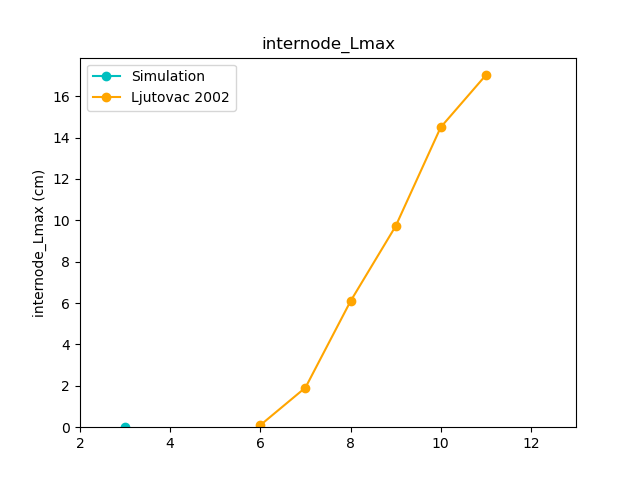 internode_Lmax
Simulation
Ljutovac 2002
internode_Lmax (cm)
16
14
12
10
8
6
4
2
0
2 4 6 8 10 12